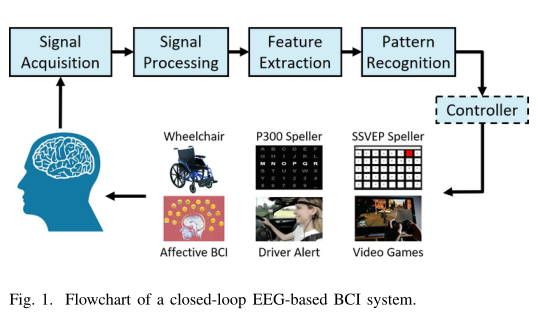 Signal Acquisition
Signal Processing
Feature Extraction
Pattern Recognition
Controller
Wheelchair
P300 Speller
SSVEP Speller
M N O P Q R
Affective BCI
Driver Alert
Video Games
Fig. 1. Flowchart of a closed-loop EEG-based BCI system.